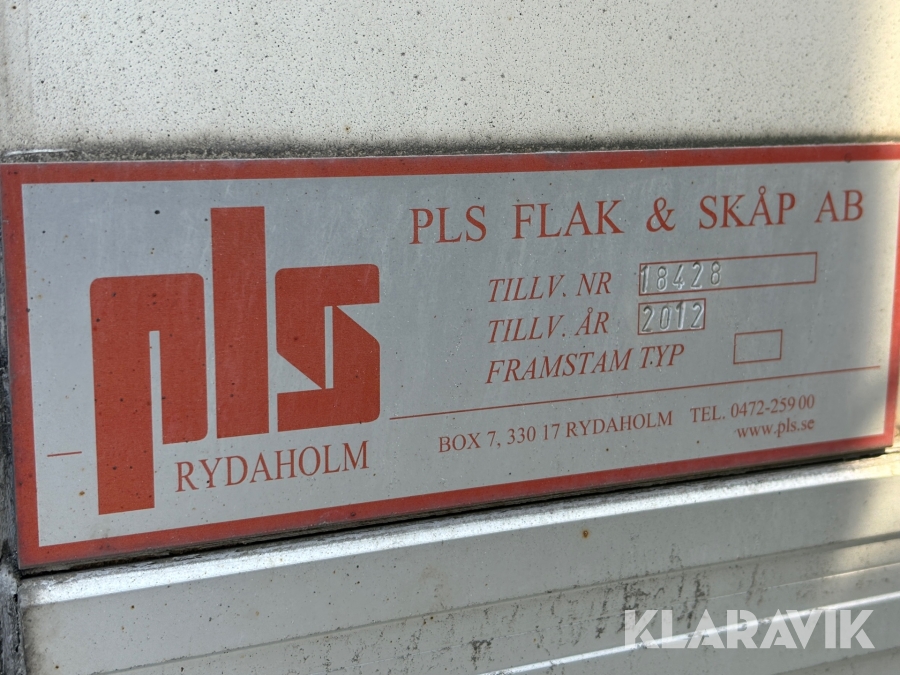 pls
RYDAHOLM
PLS FLAK & SKÅP AB
TILLV. NR 18428
TILLV. ÅR 2012
FRAMSTAM TYP
BOX 7, 330 17 RYDAHOLM TEL. 0472-259 00
www.pls.se
KLARAVIK